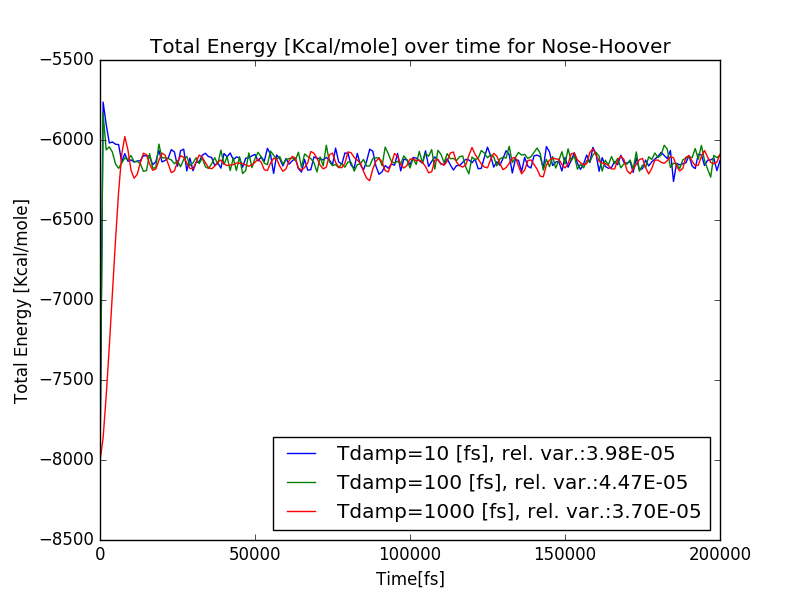 Total Energy [Kcal/mole] over time for Nose-Hoover
−5500
−6000
−6500
−7000
−7500
−8000
−8500
Total Energy [Kcal/mole]
Tdamp=10 [fs], rel. var.:3.98E-05
Tdamp=100 [fs], rel. var.:4.47E-05
Tdamp=1000 [fs], rel. var.:3.70E-05
0 50000 100000 150000 200000
Time[fs]